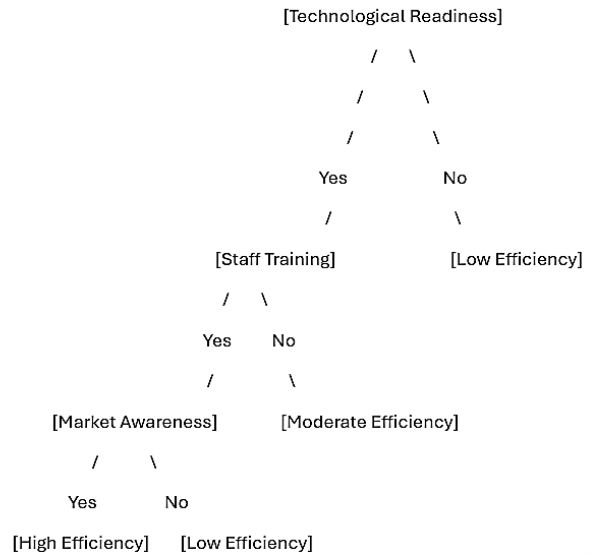 [Technological Readiness]
/ \
/ \
/ \
Yes No
/ \
[Staff Training] [Low Efficiency]
/ \
Yes No
/ \
[Market Awareness] [Moderate Efficiency]
/ \
Yes No
[High Efficiency] [Low Efficiency]